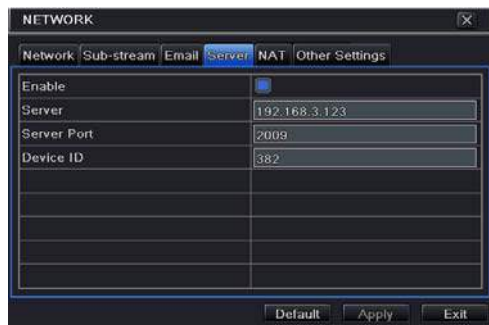 NETWORK
Network Sub-stream Email Server NAT Other Settings
Enable
Server 192.168.3.123
Server Port 2009
Device ID 382
Default Apply Exit